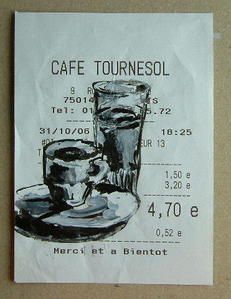 CAFE TOURNESOL
9
75014
Tel: 01 5.72
31/10/06 18:25
13
1,50 e
3,20 e
4,70 e
0,52 e
Merci et a Bientot